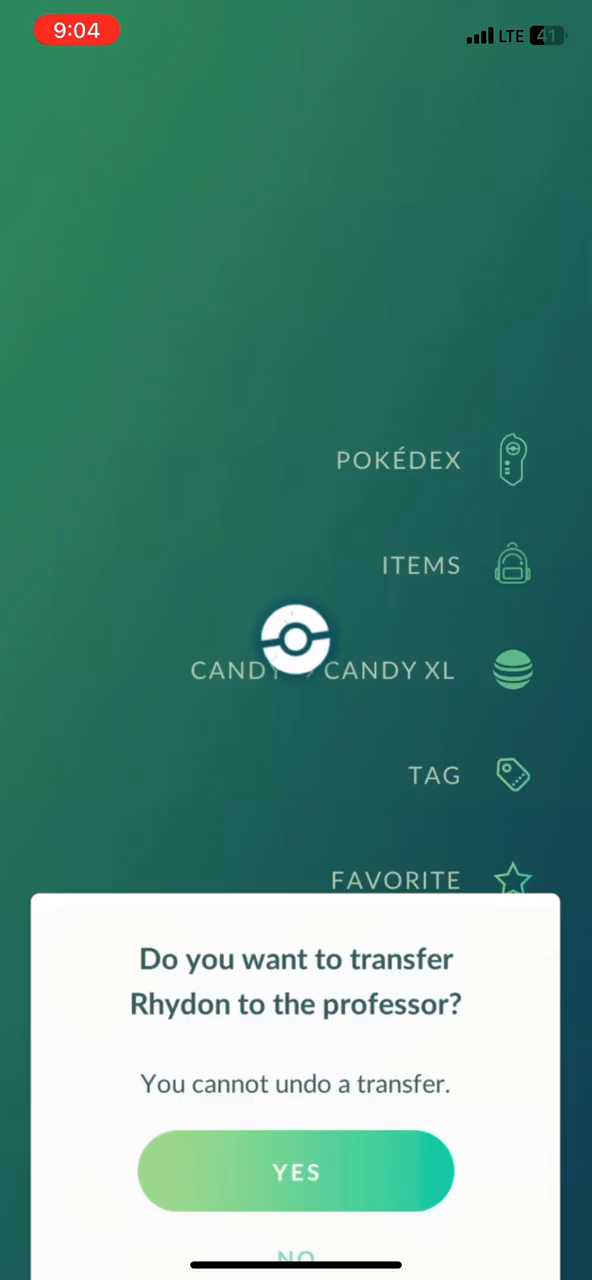 9:04
LTE 41
POKÉDEX
ITEMS
CANDY CANDY XL
TAG
FAVORITE
Do you want to transfer
Rhydon to the professor?
You cannot undo a transfer.
YES
NO